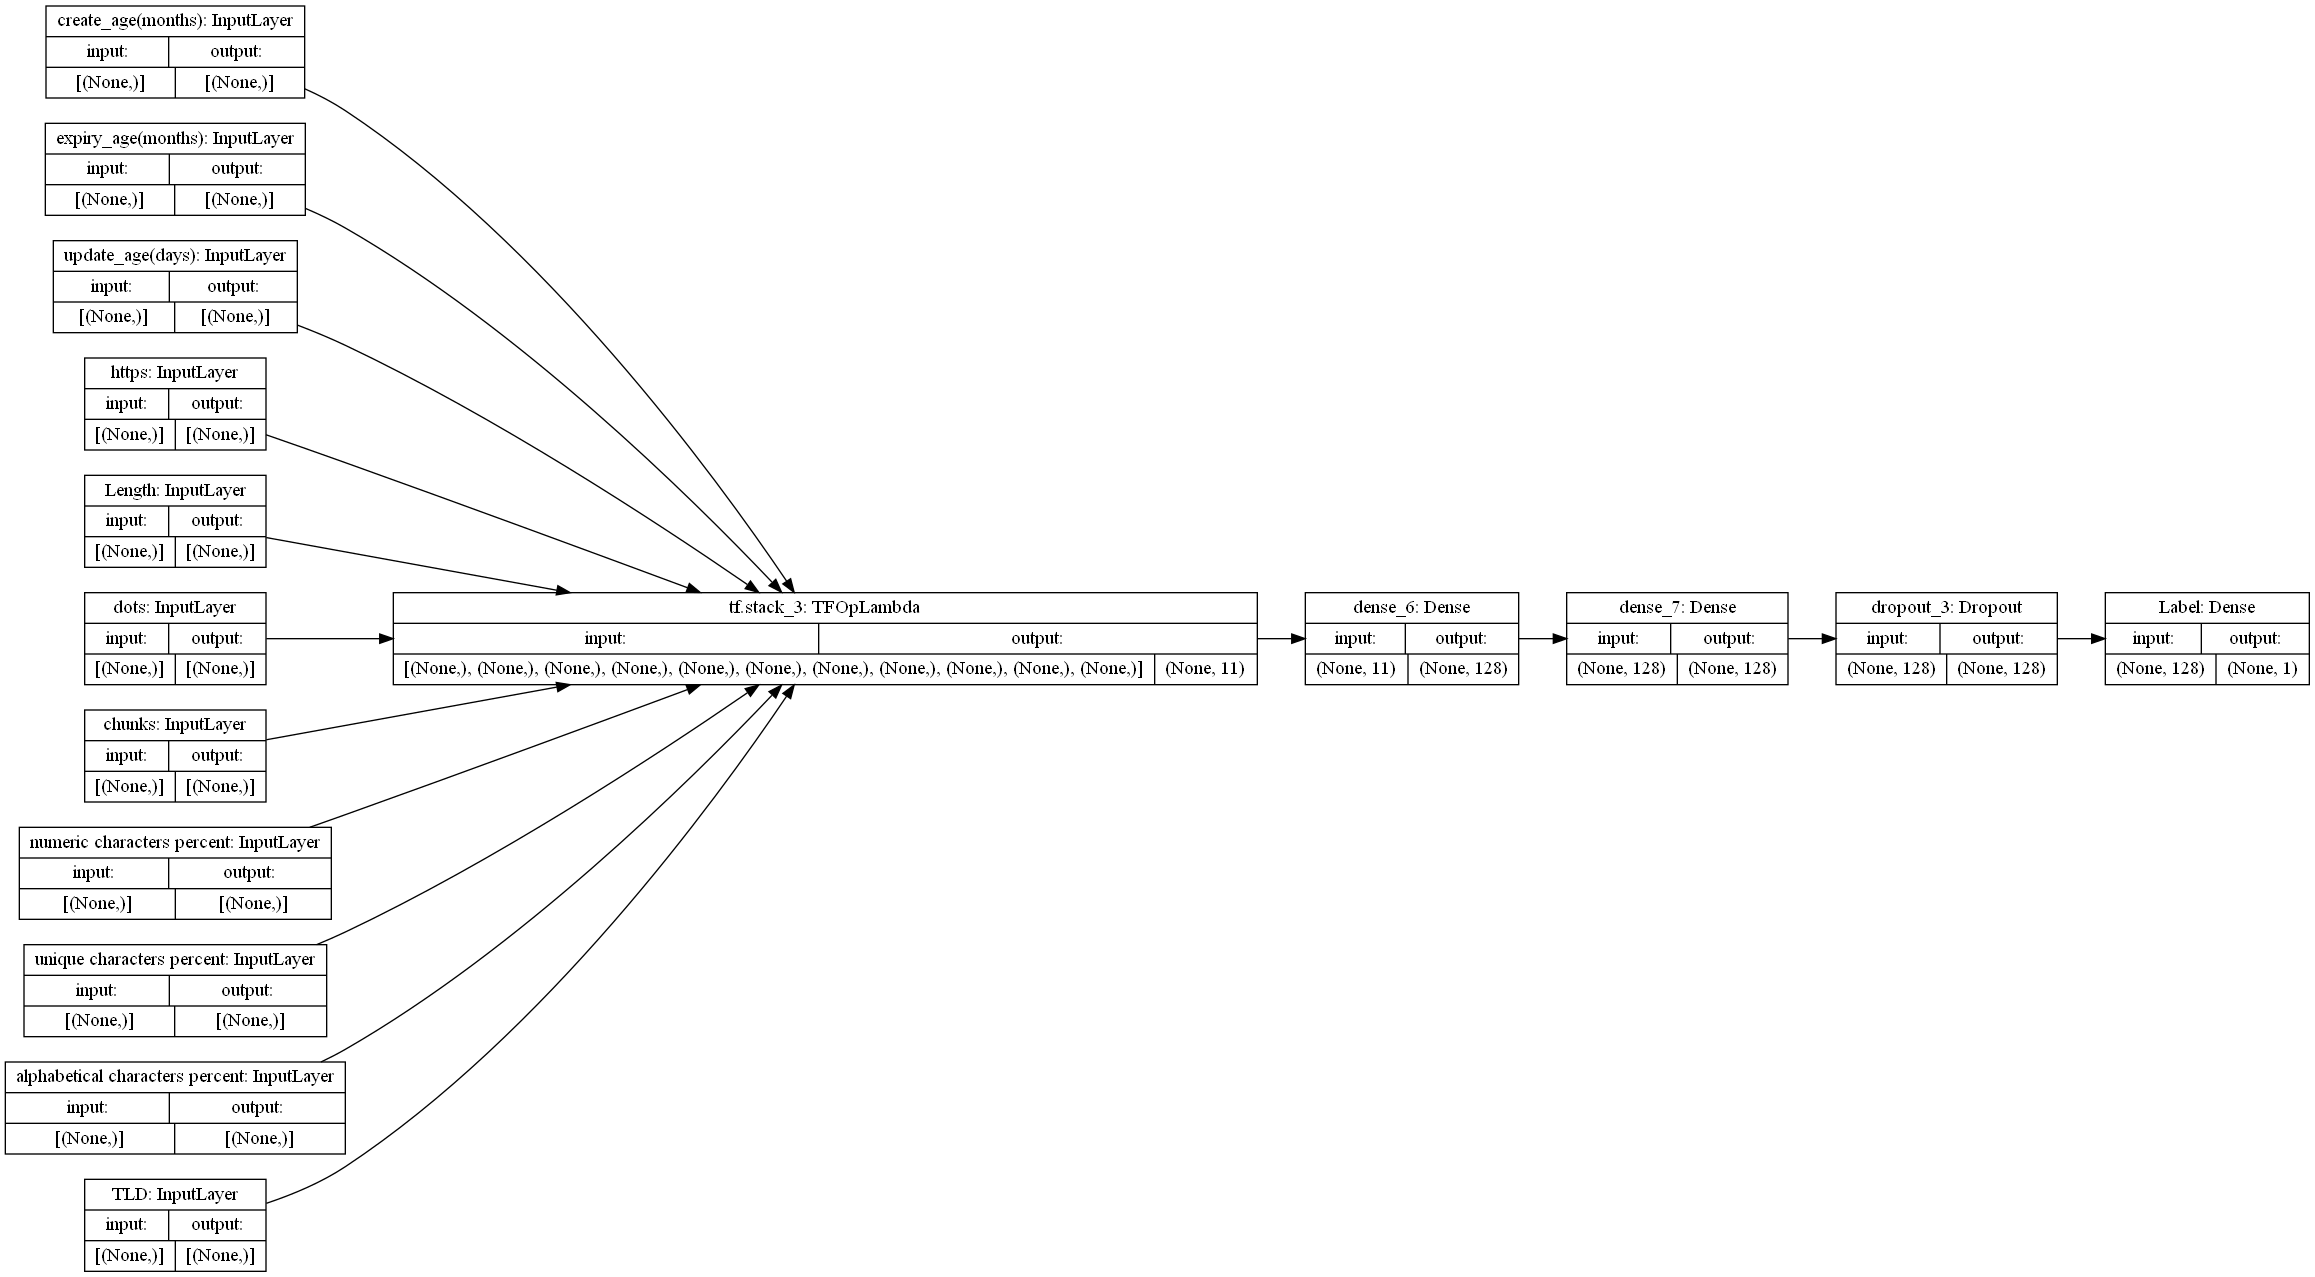 create_age(months): InputLayer
input: output:
[(None,)] [(None,)]
expiry_age(months): InputLayer
input: output:
[(None,)] [(None,)]
update_age(days): InputLayer
input: output:
[(None,)] [(None,)]
https: InputLayer
input: output:
[(None,)] [(None,)]
Length: InputLayer
input: output:
[(None,)] [(None,)]
dots: InputLayer
input: output:
[(None,)] [(None,)]
chunks: InputLayer
input: output:
[(None,)] [(None,)]
numeric characters percent: InputLayer
input: output:
[(None,)] [(None,)]
unique characters percent: InputLayer
input: output:
[(None,)] [(None,)]
alphabetical characters percent: InputLayer
input: output:
[(None,)] [(None,)]
TLD: InputLayer
input: output:
[(None,)] [(None,)]
tf.stack_3: TFOpLambda
input: output:
[(None,), (None,), (None,), (None,), (None,), (None,), (None,), (None,), (None,), (None,), (None,)] (None, 11)
dense_6: Dense
input: output:
(None, 11) (None, 128)
dense_7: Dense
input: output:
(None, 128) (None, 128)
dropout_3: Dropout
input: output:
(None, 128) (None, 128)
Label: Dense
input: output:
(None, 128) (None, 1)